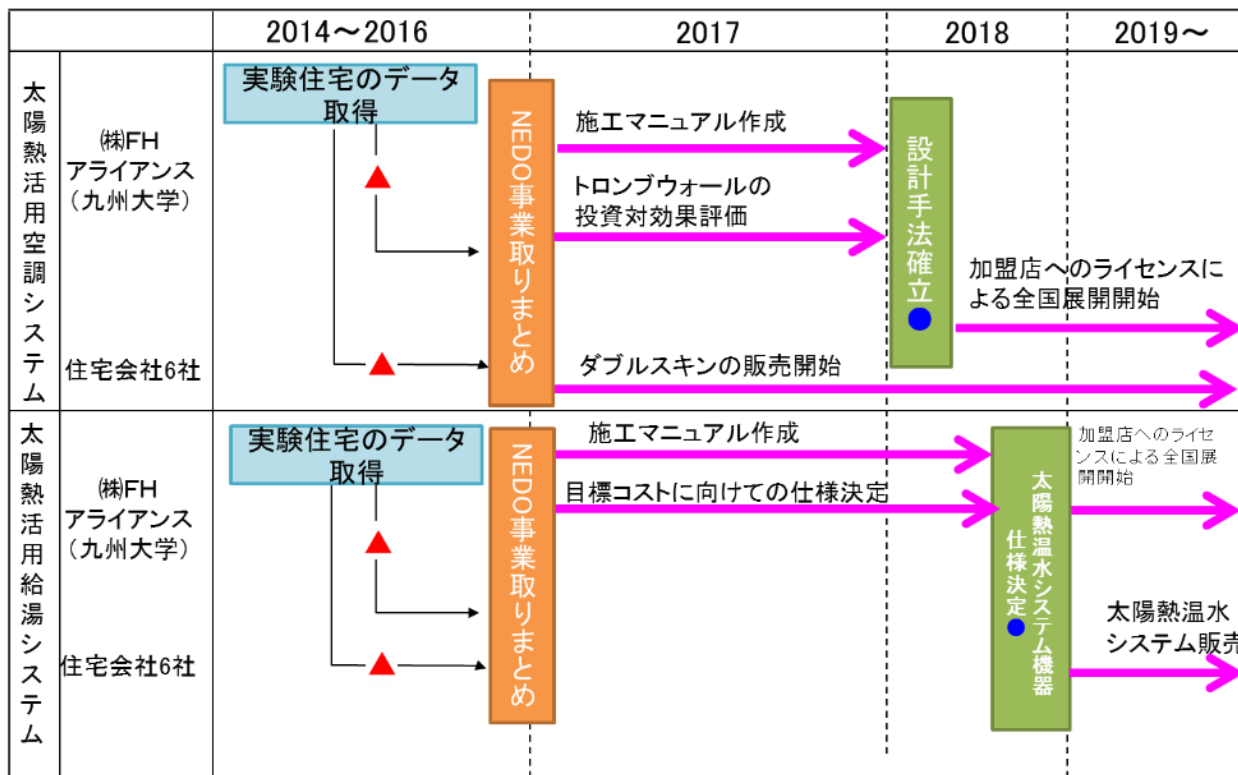 2014～2016
2017
2018
2019～
太陽熱活用空調システム
㈱FH
アライアンス
（九州大学）
住宅会社6社
実験住宅のデータ
取得
NEDO事業取りまとめ
施工マニュアル作成
トロンブウォールの
投資対効果評価
設計手法確立
加盟店へのライセンスに
よる全国展開開始
ダブルスキンの販売開始
太陽熱活用給湯システム
㈱FH
アライアンス
（九州大学）
住宅会社6社
実験住宅のデータ
取得
NEDO事業取りまとめ
施工マニュアル作成
目標コストに向けての仕様決定
太陽熱温水システム機器
仕様決定
加盟店へのライセ
ンスによる全国展
開開始
太陽熱温水
システム販売